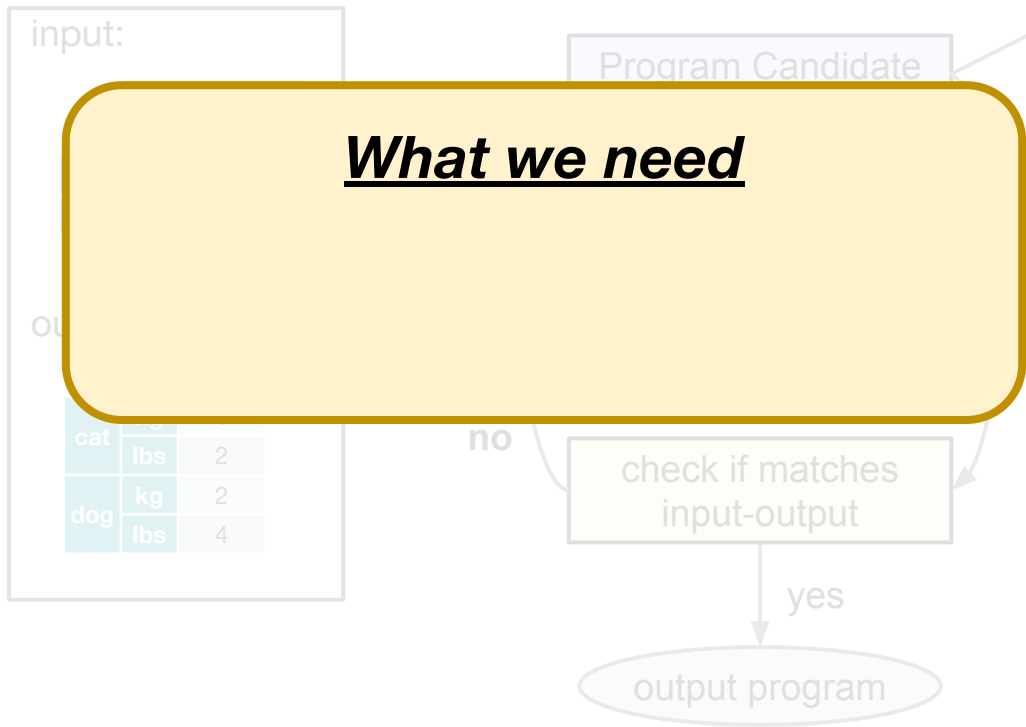 input:
Program Candidate
What we need
cat
lbs 2
dog
kg 2
lbs 4
no
check if matches
input-output
yes
output program